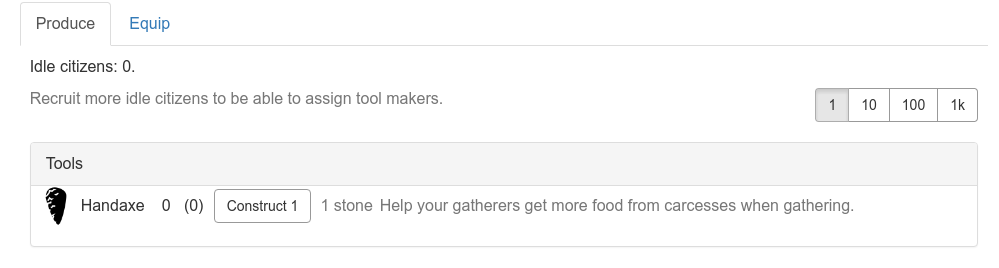 Produce Equip
Idle citizens: 0.
Recruit more idle citizens to be able to assign tool makers.
1 10 100 1k
Tools
Handaxe 0 (0) Construct 1 1 stone Help your gatherers get more food from carcesses when gathering.